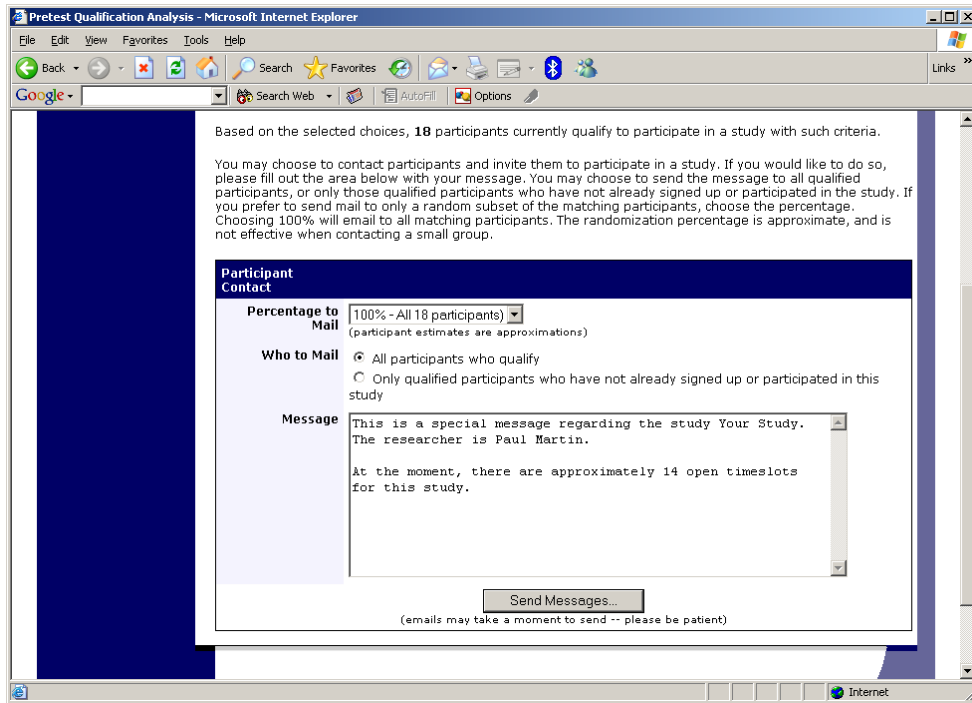 Pretest Qualification Analysis - Microsoft Internet Explorer
File Edit View Favorites Tools Help
Back Search Favorites Links »
Google Search Web AutoFill Options
Based on the selected choices, 18 participants currently qualify to participate in a study with such criteria.
You may choose to contact participants and invite them to participate in a study. If you would like to do so,
please fill out the area below with your message. You may choose to send the message to all qualified
participants, or only those qualified participants who have not already signed up or participated in the study. If
you prefer to send mail to only a random subset of the matching participants, choose the percentage.
Choosing 100% will email to all matching participants. The randomization percentage is approximate, and is
not effective when contacting a small group.
Participant
Contact
Percentage to
Mail
100% - All 18 participants)
(participant estimates are approximations)
Who to Mail
All participants who qualify
Only qualified participants who have not already signed up or participated in this
study
Message
This is a special message regarding the study Your Study.
The researcher is Paul Martin.
At the moment, there are approximately 14 open timeslots
for this study.
Send Messages...
(emails may take a moment to send -- please be patient)
Internet